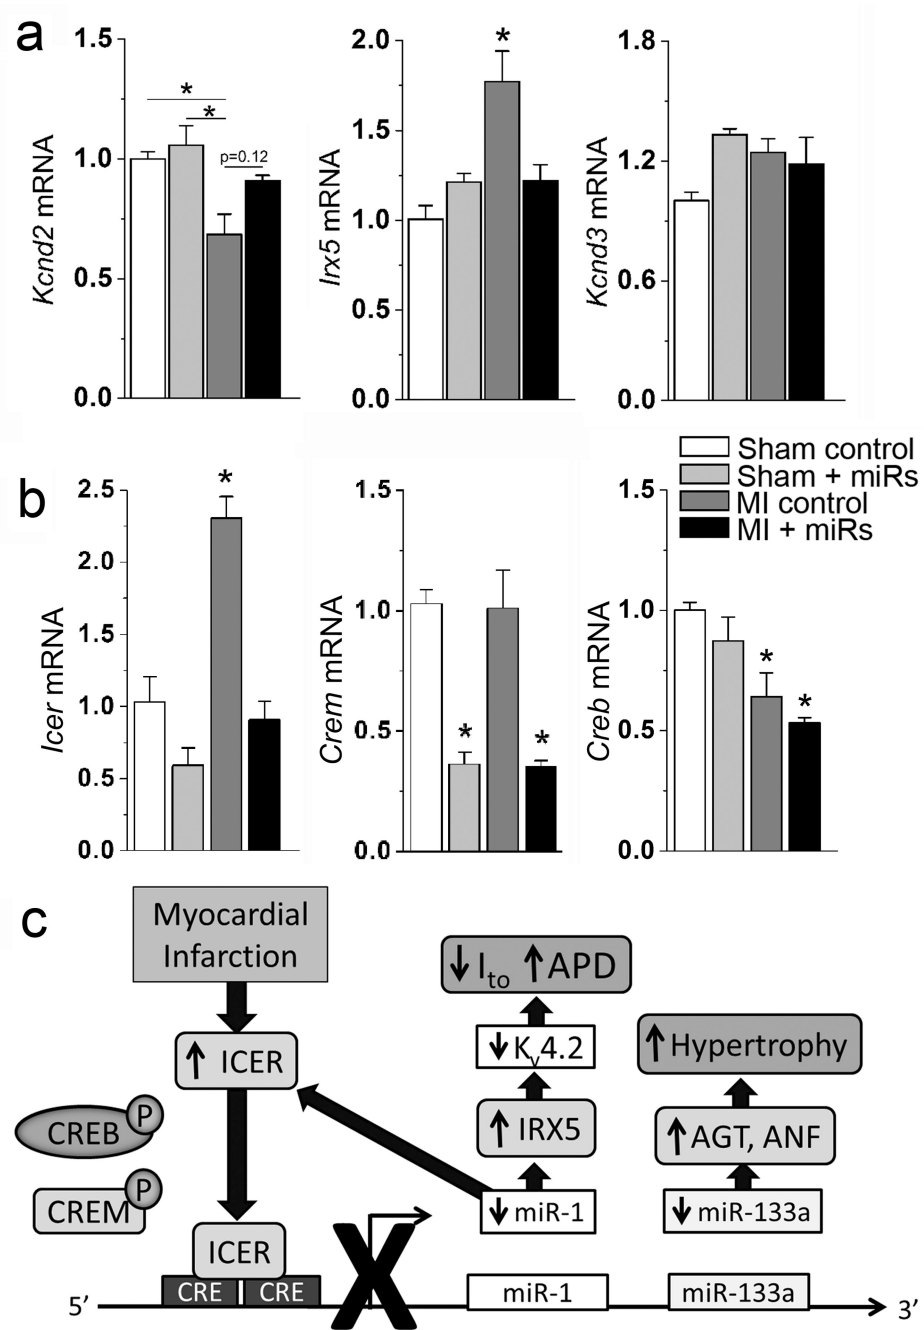 a
1.5
1.0
0.5
0.0
Kcnd2 mRNA
*
*
p=0.12
2.0
1.5
1.0
0.5
0.0
Irx5 mRNA
*
1.8
1.2
0.6
0.0
Kcnd3 mRNA
Sham control
Sham + miRs
MI control
MI + miRs
b
2.5
2.0
1.5
1.0
0.5
0.0
Icer mRNA
*
1.5
1.0
0.5
0.0
Crem mRNA
*
*
1.5
1.0
0.5
0.0
Creb mRNA
*
*
c
Myocardial
Infarction
↑ ICER
CREB
P
CREM
P
ICER
CRE
CRE
X
↓Ito ↑APD
↓Kv4.2
↑ IRX5
↓ miR-1
↑Hypertrophy
↑AGT, ANF
↓ miR-133a
5’
miR-1
miR-133a
3’